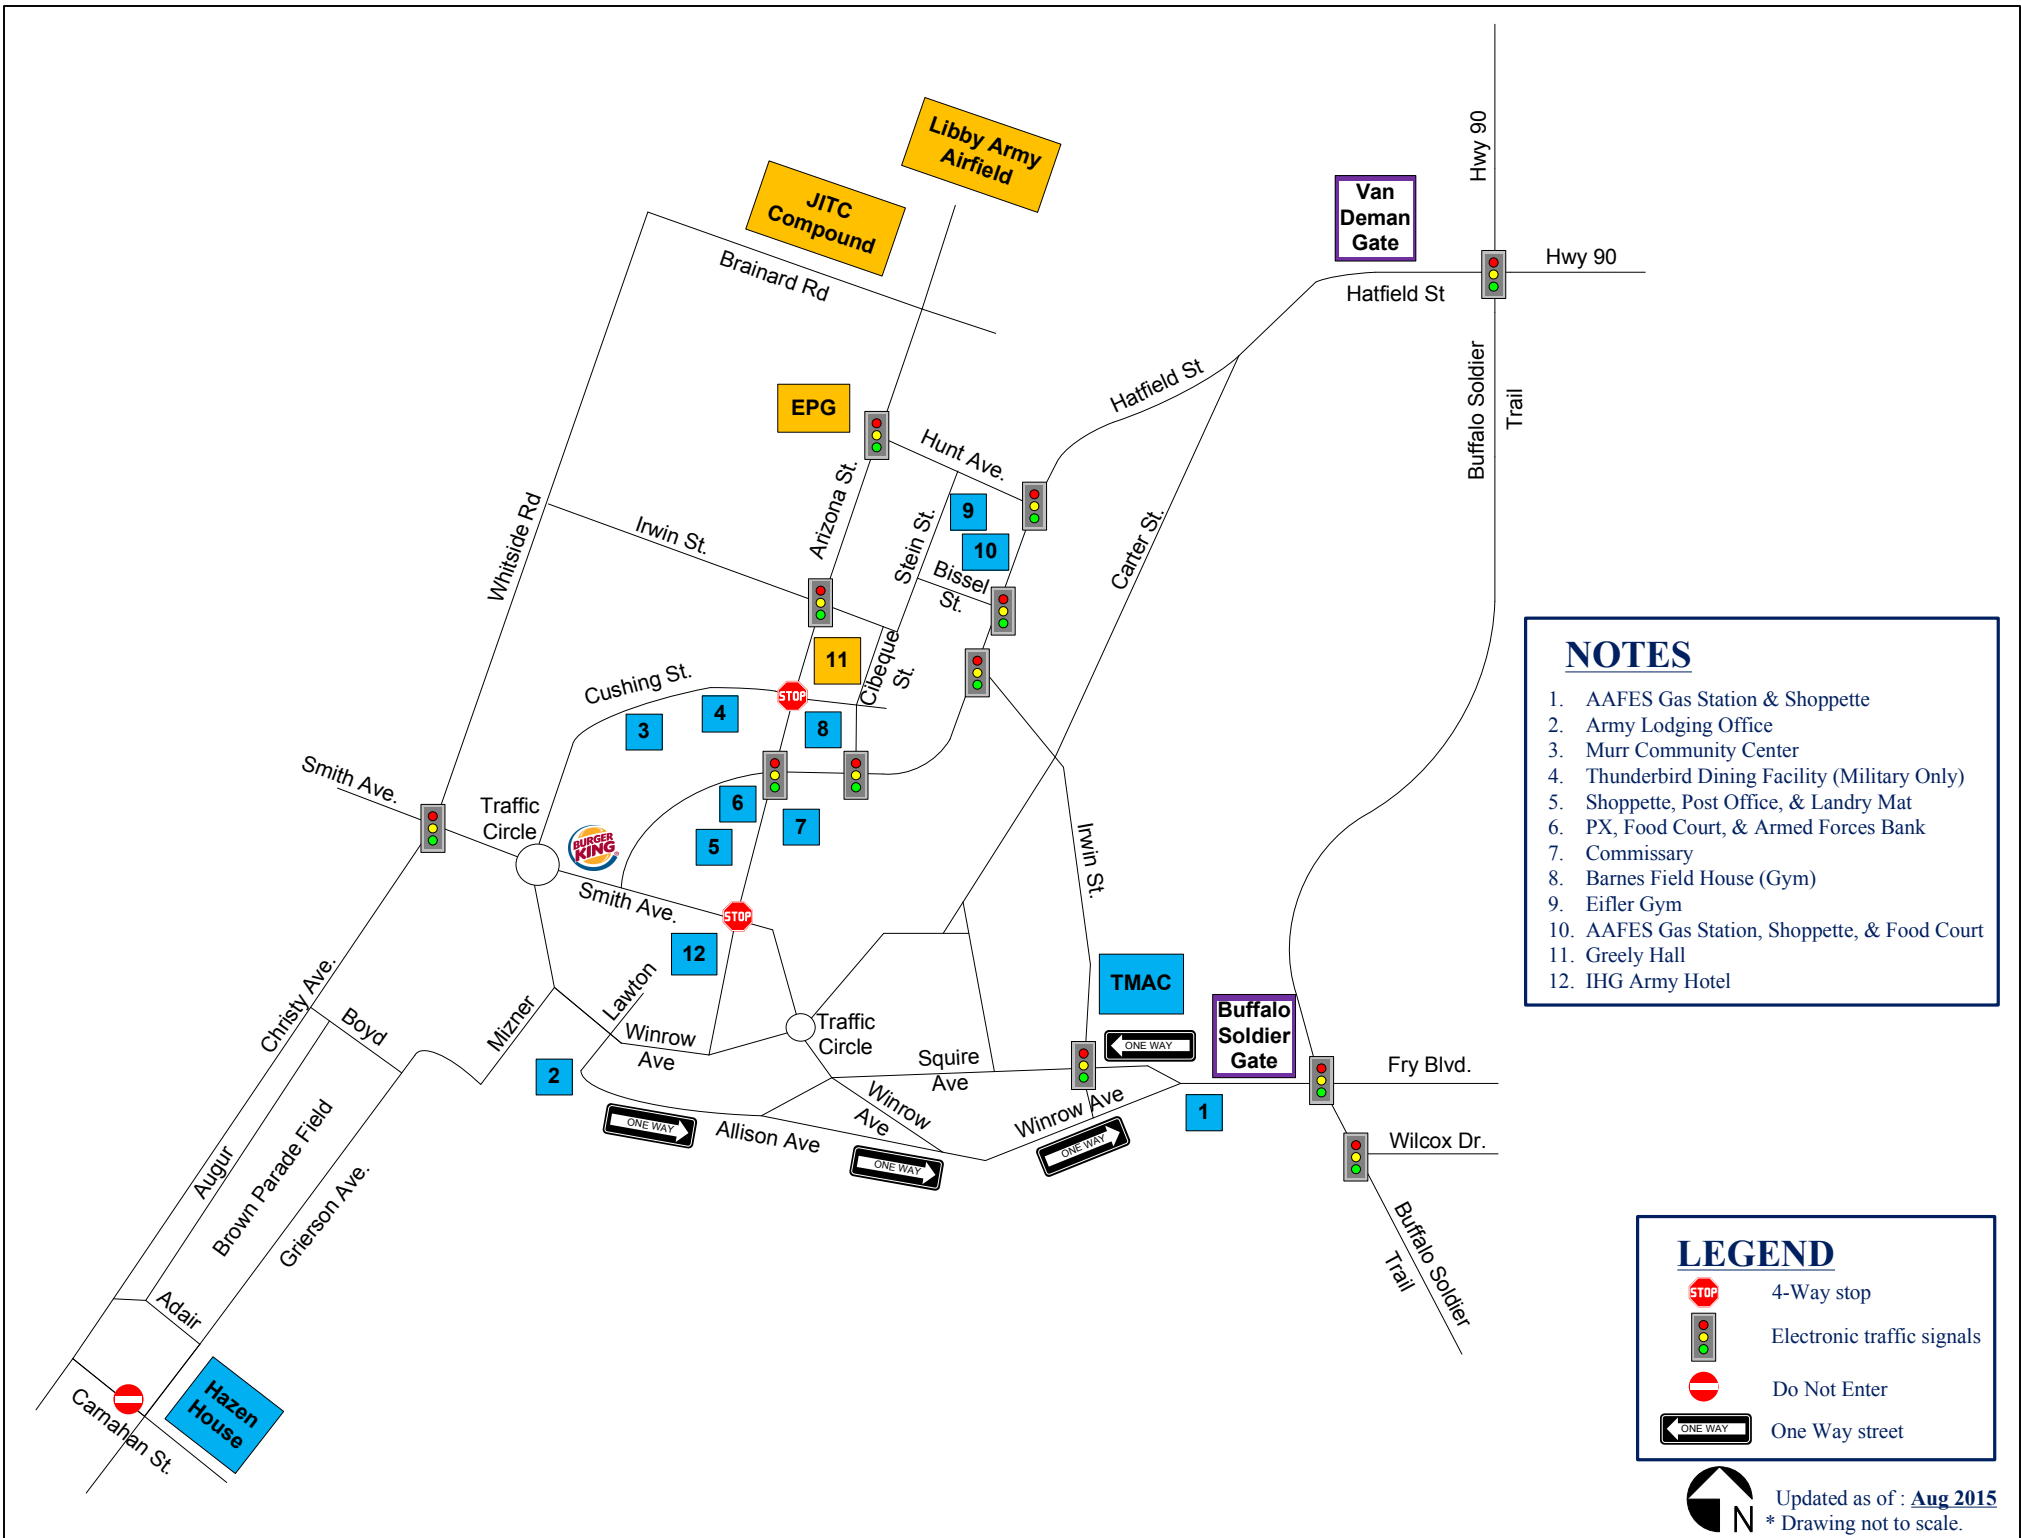 Libby Army
Airfield
JITC
Compound
Brainard Rd
Van
Deman
Gate
Hwy 90
Hwy 90
Hatfield St
Buffalo Soldier
Trail
Hatfield St
EPG
Hunt Ave.
Arizona St.
9
10
Stein St.
Bissel
St.
Carter St.
Whitside Rd
Irwin St.
11
Cibeque
St.
Cushing St.
STOP
3
4
8
Smith Ave.
Traffic
Circle
BURGER
KING
6
7
5
Smith Ave.
STOP
12
Irwin St.
TMAC
Buffalo
Soldier
Gate
ONE WAY
Christy Ave.
Boyd
Mizner
Lawton
Winrow
Ave
Traffic
Circle
Squire
Ave
Fry Blvd.
2
Winrow
Ave
Winrow Ave
1
ONE WAY
Allison Ave
ONE WAY
ONE WAY
Wilcox Dr.
Buffalo Soldier
Trail
Augur
Brown Parade Field
Grierson Ave.
Adair
Hazen
House
Carnahan St.
NOTES
1. AAFES Gas Station & Shoppette
2. Army Lodging Office
3. Murr Community Center
4. Thunderbird Dining Facility (Military Only)
5. Shoppette, Post Office, & Landry Mat
6. PX, Food Court, & Armed Forces Bank
7. Commissary
8. Barnes Field House (Gym)
9. Eifler Gym
10. AAFES Gas Station, Shoppette, & Food Court
11. Greely Hall
12. IHG Army Hotel
LEGEND
STOP 4-Way stop
Electronic traffic signals
Do Not Enter
ONE WAY One Way street
N
Updated as of : Aug 2015
* Drawing not to scale.